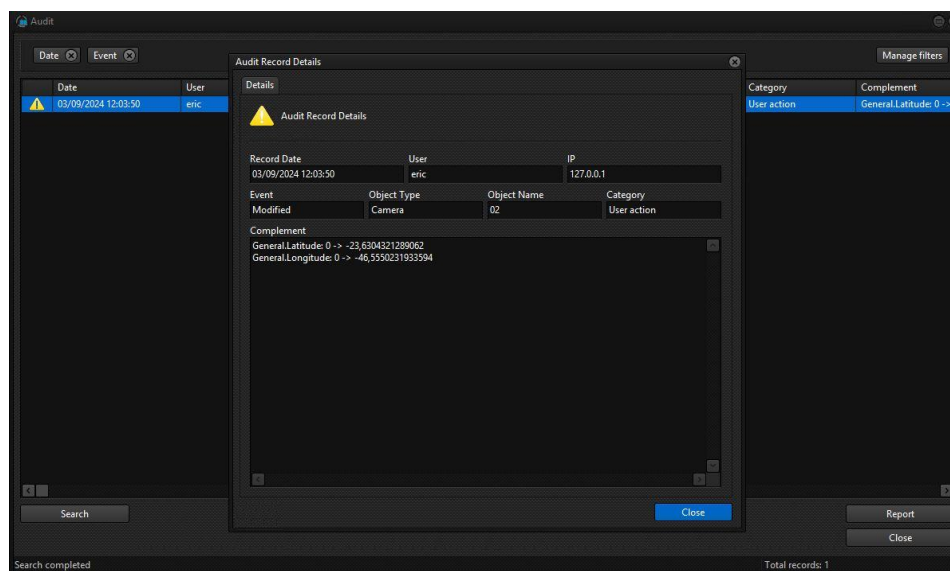 Audit
Date Event Manage filters
Date User Category Complement
03/09/2024 12:03:50 eric User action General.Latitude: 0 ->
Audit Record Details
Details
Audit Record Details
Record Date User IP
03/09/2024 12:03:50 eric 127.0.0.1
Event Object Type Object Name Category
Modified Camera 02 User action
Complement
General.Latitude: 0 -> -23,6304321289062
General.Longitude: 0 -> -46,5550231933594
Close
Search Report
Close
Search completed Total records: 1